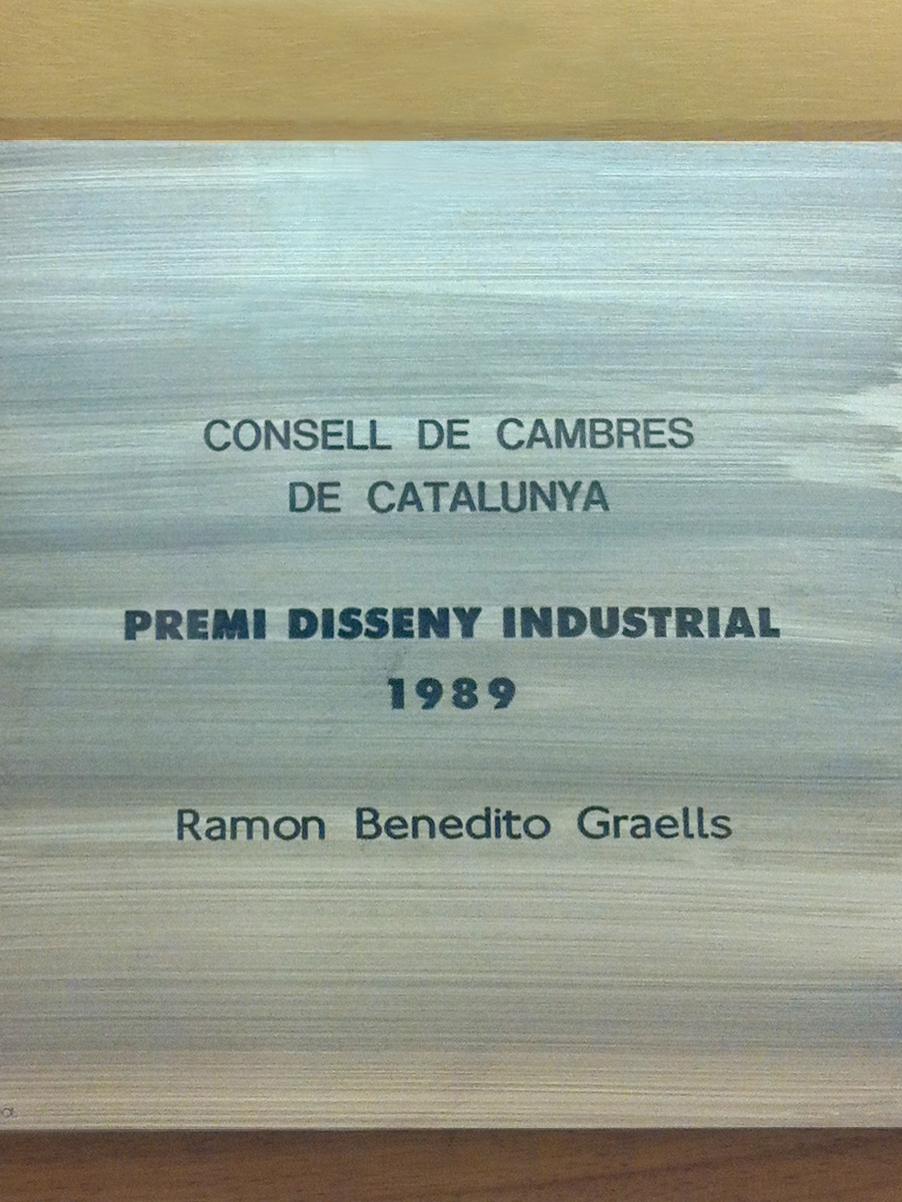 CONSELL DE CAMBRES
DE CATALUNYA
PREMI DISSENY INDUSTRIAL
1989
Ramon Benedito Graells